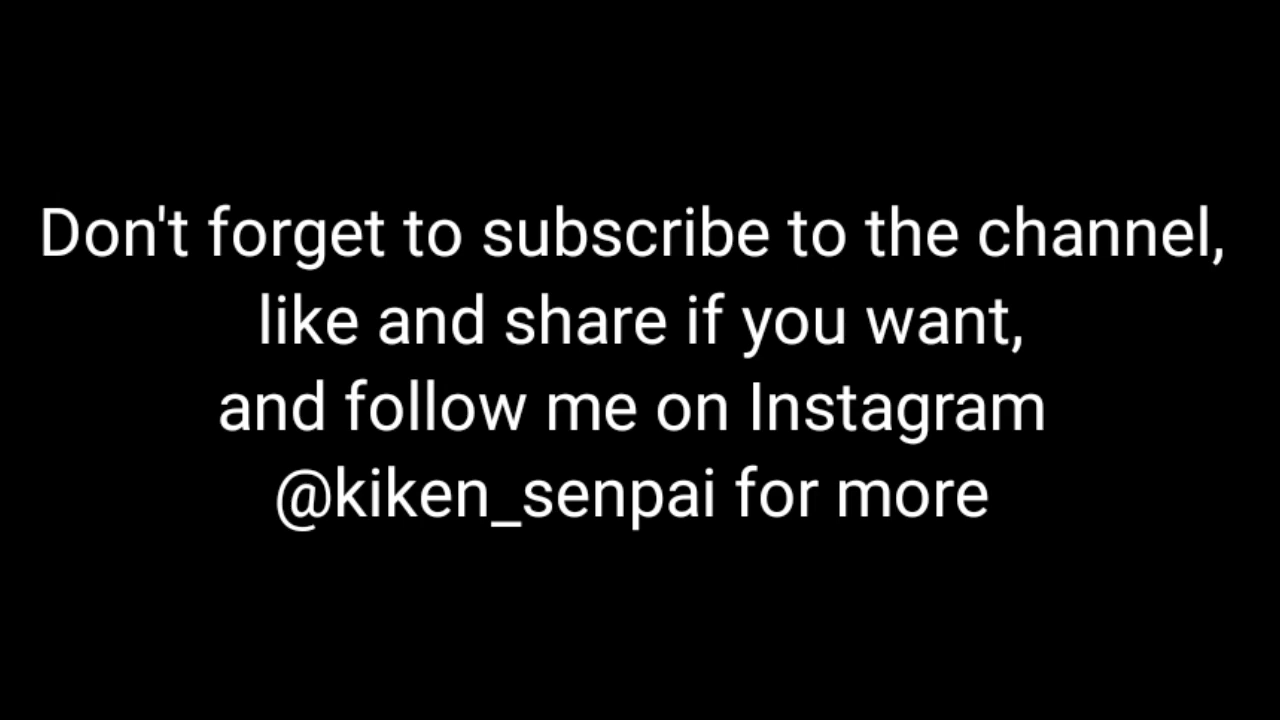 Don't forget to subscribe to the channel,
like and share if you want,
and follow me on Instagram
@kiken_senpai for more